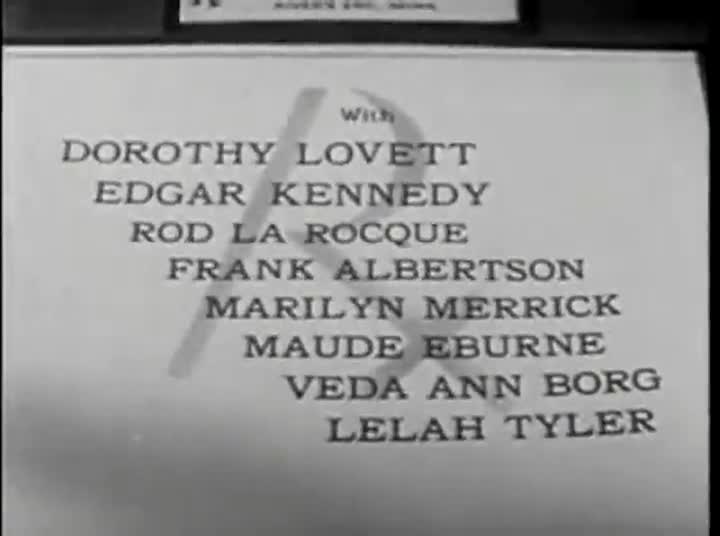 With
DOROTHY LOVETT
EDGAR KENNEDY
ROD LA ROCQUE
FRANK ALBERTSON
MARILYN MERRICK
MAUDE EBURNE
VEDA ANN BORG
LELAH TYLER